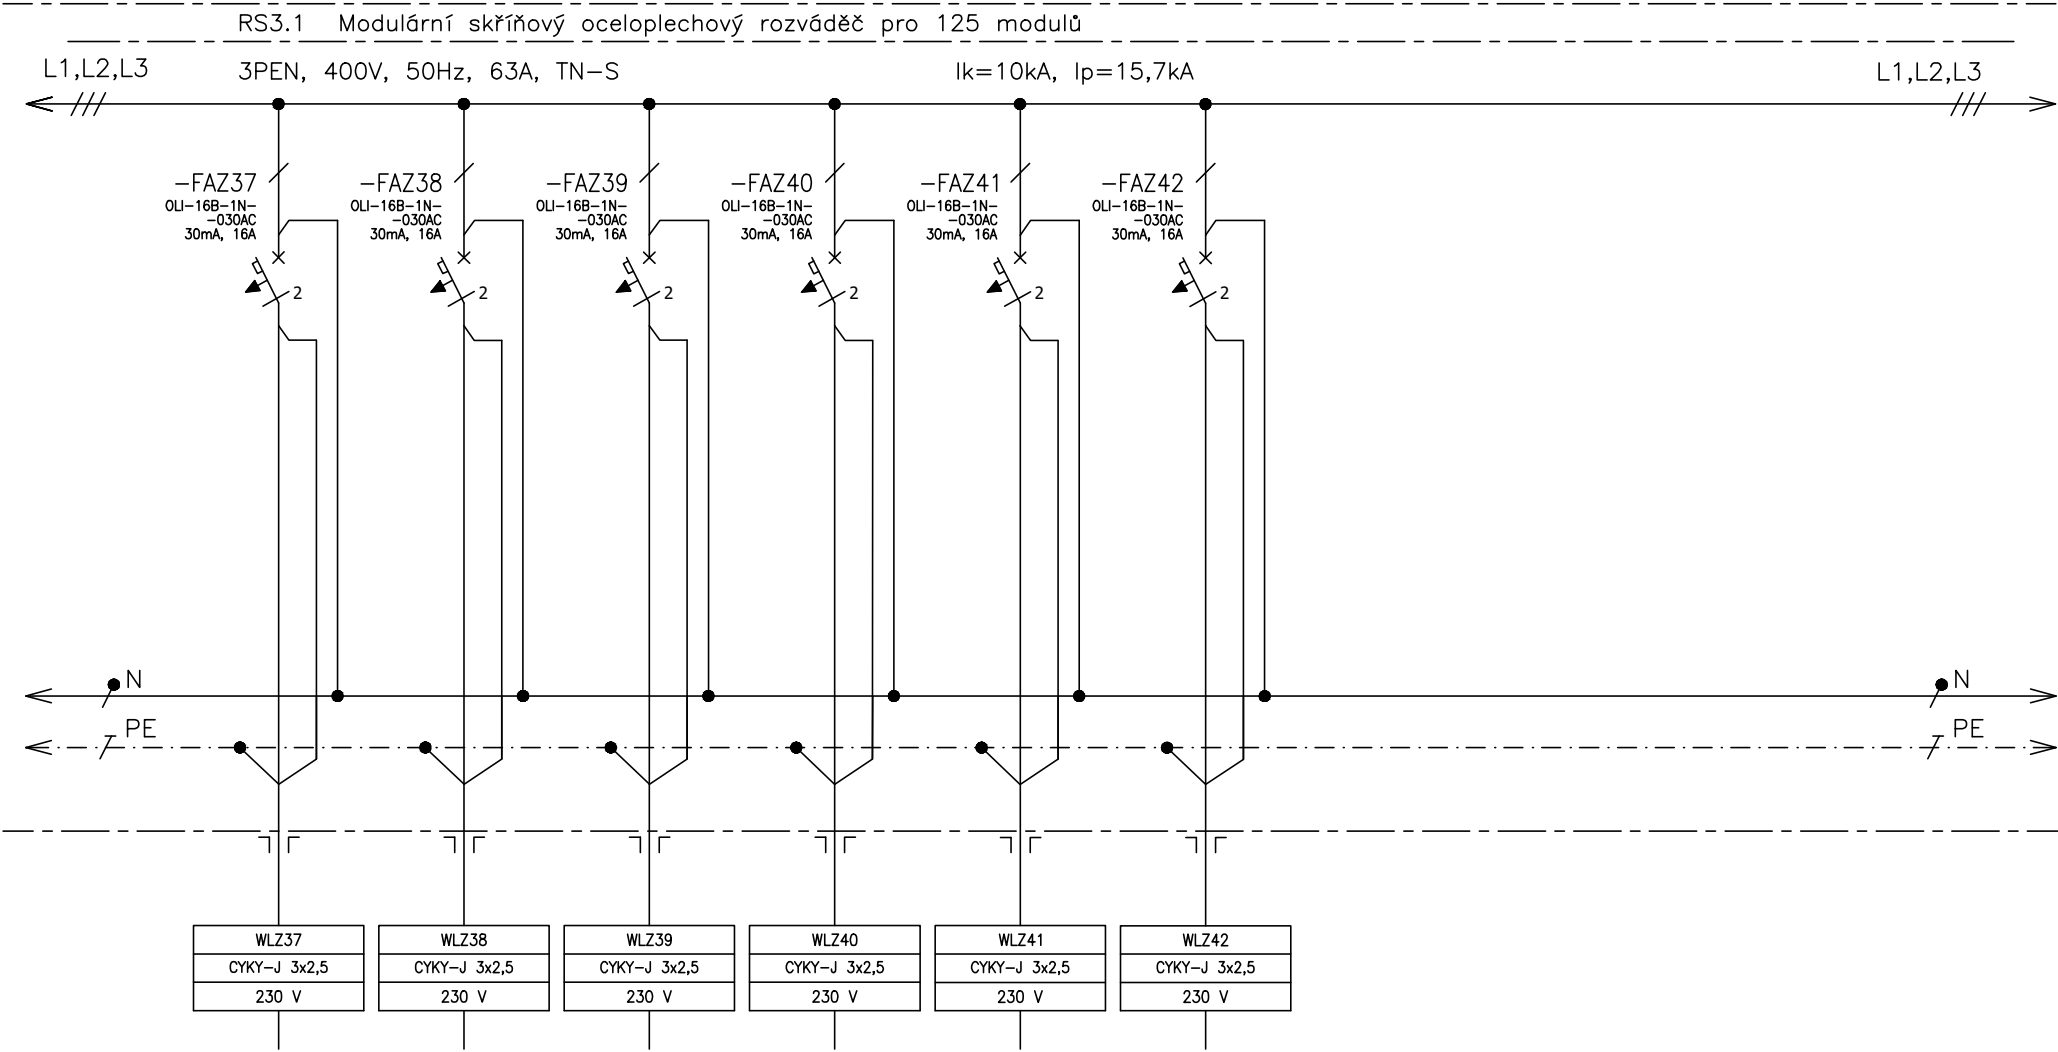 RS3.1 Modulární skříňový oceloplechový rozváděč pro 125 modulů
L1,L2,L3 3PEN, 400V, 50Hz, 63A, TN-S Ik=10kA, Ip=15,7kA L1,L2,L3
-FAZ37 -FAZ38 -FAZ39 -FAZ40 -FAZ41 -FAZ42
OLI-16B-1N- OLI-16B-1N- OLI-16B-1N- OLI-16B-1N- OLI-16B-1N- OLI-16B-1N-
-030AC -030AC -030AC -030AC -030AC -030AC
30mA, 16A 30mA, 16A 30mA, 16A 30mA, 16A 30mA, 16A 30mA, 16A
2 2 2 2 2 2
N N
PE PE
WLZ37 WLZ38 WLZ39 WLZ40 WLZ41 WLZ42
CYKY-J 3x2,5 CYKY-J 3x2,5 CYKY-J 3x2,5 CYKY-J 3x2,5 CYKY-J 3x2,5 CYKY-J 3x2,5
230 V 230 V 230 V 230 V 230 V 230 V